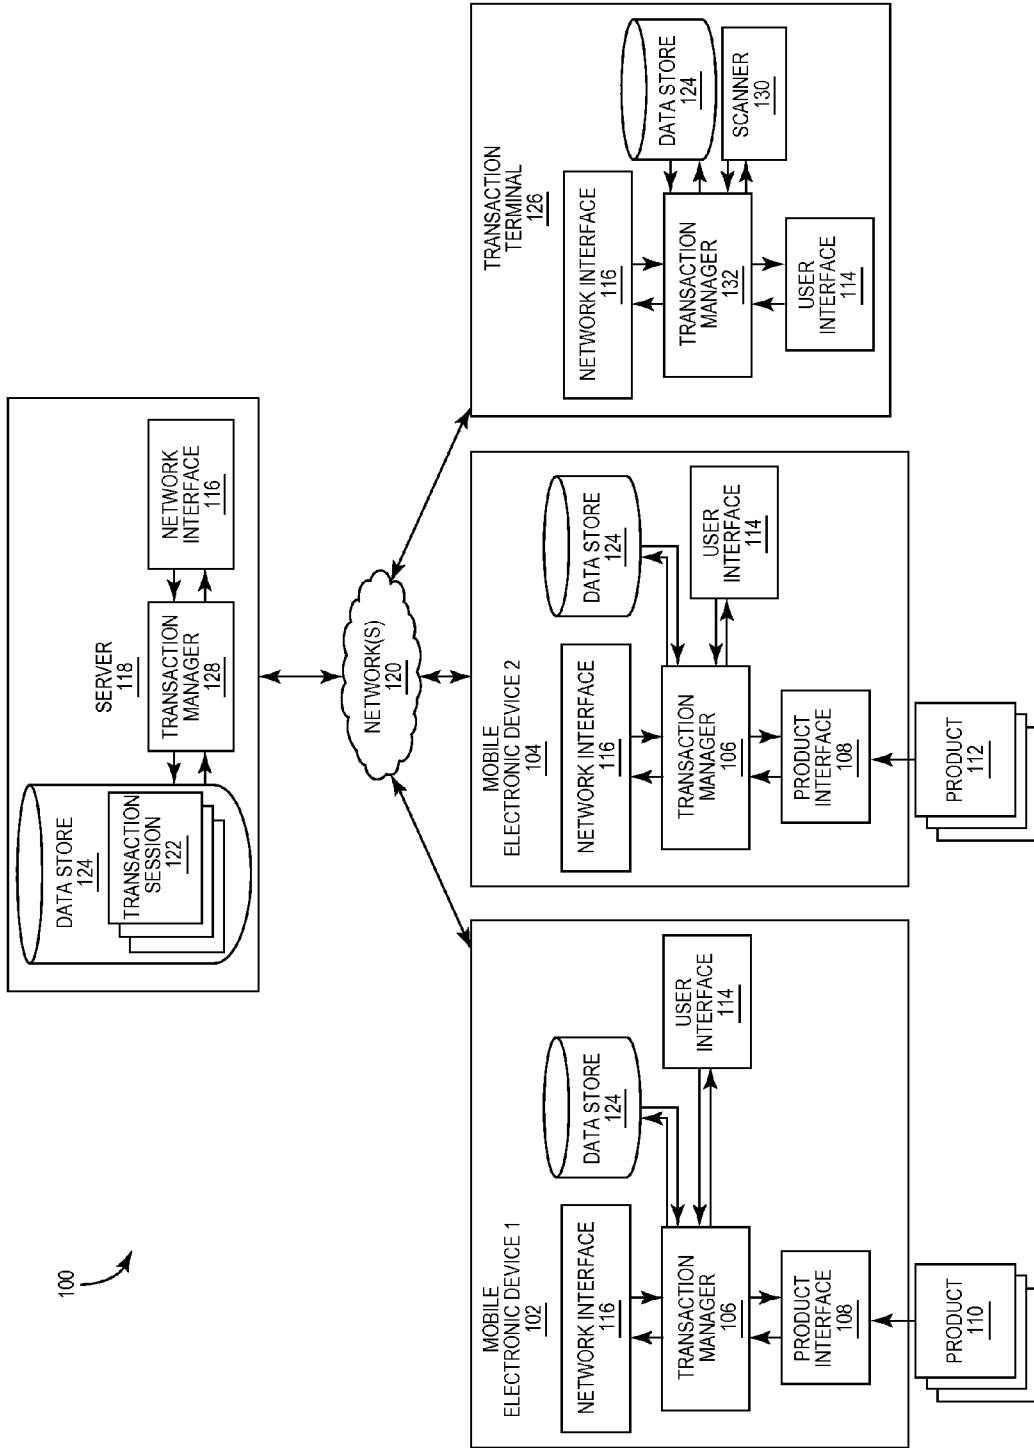 100
SERVER
118
DATA STORE
124
TRANSACTION
SESSION
122
TRANSACTION
MANAGER
128
NETWORK
INTERFACE
116
NETWORK(S)
120
MOBILE
ELECTRONIC DEVICE 1
102
NETWORK INTERFACE
116
DATA STORE
124
TRANSACTION
MANAGER
106
USER
INTERFACE
114
PRODUCT
INTERFACE
108
PRODUCT
110
MOBILE
ELECTRONIC DEVICE 2
104
NETWORK INTERFACE
116
DATA STORE
124
TRANSACTION
MANAGER
106
USER
INTERFACE
114
PRODUCT
INTERFACE
108
PRODUCT
112
TRANSACTION
TERMINAL
126
NETWORK INTERFACE
116
DATA STORE
124
TRANSACTION
MANAGER
132
SCANNER
130
USER
INTERFACE
114